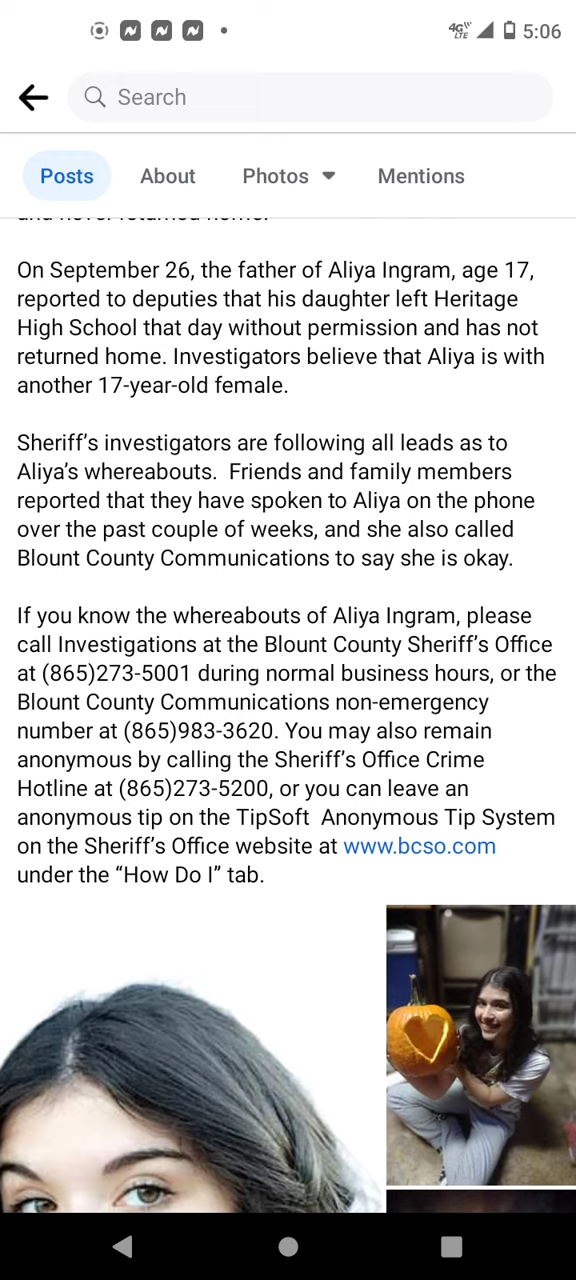 4G LTE 5:06
Search
Posts About Photos Mentions
and never returned home.
On September 26, the father of Aliya Ingram, age 17,
reported to deputies that his daughter left Heritage
High School that day without permission and has not
returned home. Investigators believe that Aliya is with
another 17-year-old female.
Sheriff’s investigators are following all leads as to
Aliya’s whereabouts.  Friends and family members
reported that they have spoken to Aliya on the phone
over the past couple of weeks, and she also called
Blount County Communications to say she is okay.
If you know the whereabouts of Aliya Ingram, please
call Investigations at the Blount County Sheriff’s Office
at (865)273-5001 during normal business hours, or the
Blount County Communications non-emergency
number at (865)983-3620. You may also remain
anonymous by calling the Sheriff’s Office Crime
Hotline at (865)273-5200, or you can leave an
anonymous tip on the TipSoft  Anonymous Tip System
on the Sheriff’s Office website at www.bcso.com
under the “How Do I” tab.